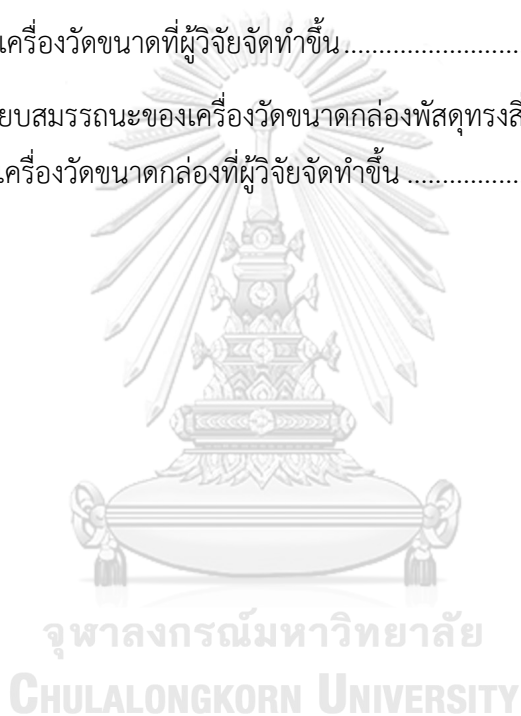 เครื่องวัดขนาดที่ผู้วิจัยจัดทำขึ้น........................
ยบสมรรถนะของเครื่องวัดขนาดกล่องพัสดุทรงสี่
เครื่องวัดขนาดกล่องที่ผู้วิจัยจัดทำขึ้น ................
จุฬาลงกรณ์มหาวิทยาลัย
CHULALONGKORN UNIVERSITY